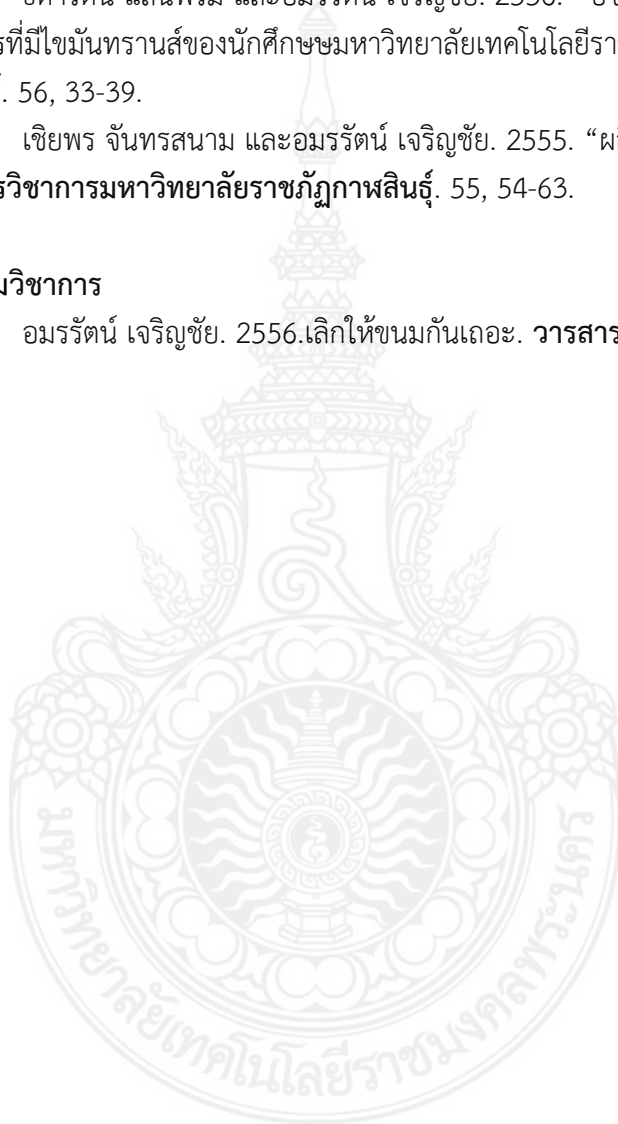 และอมรรัตน์ เจริญชัย. 2556.
รที่มีไขมันทรานส์ของนักศึกษษมหาวิทยาลัยเทคโนโลยีรา
. 56, 33-39.
เชิยพร จันทรสนาม และอมรรัตน์ เจริญชัย. 2555. “ผ
รวิชาการมหาวิทยาลัยราชภัฏกาฬสินธุ์. 55, 54-63.
มวิชาการ
อมรรัตน์ เจริญชัย. 2556.เลิกให้ขนมกันเถอะ. วารสาร
มหาวิทยาลัยเทคโนโลยีราชมงคลพระนคร